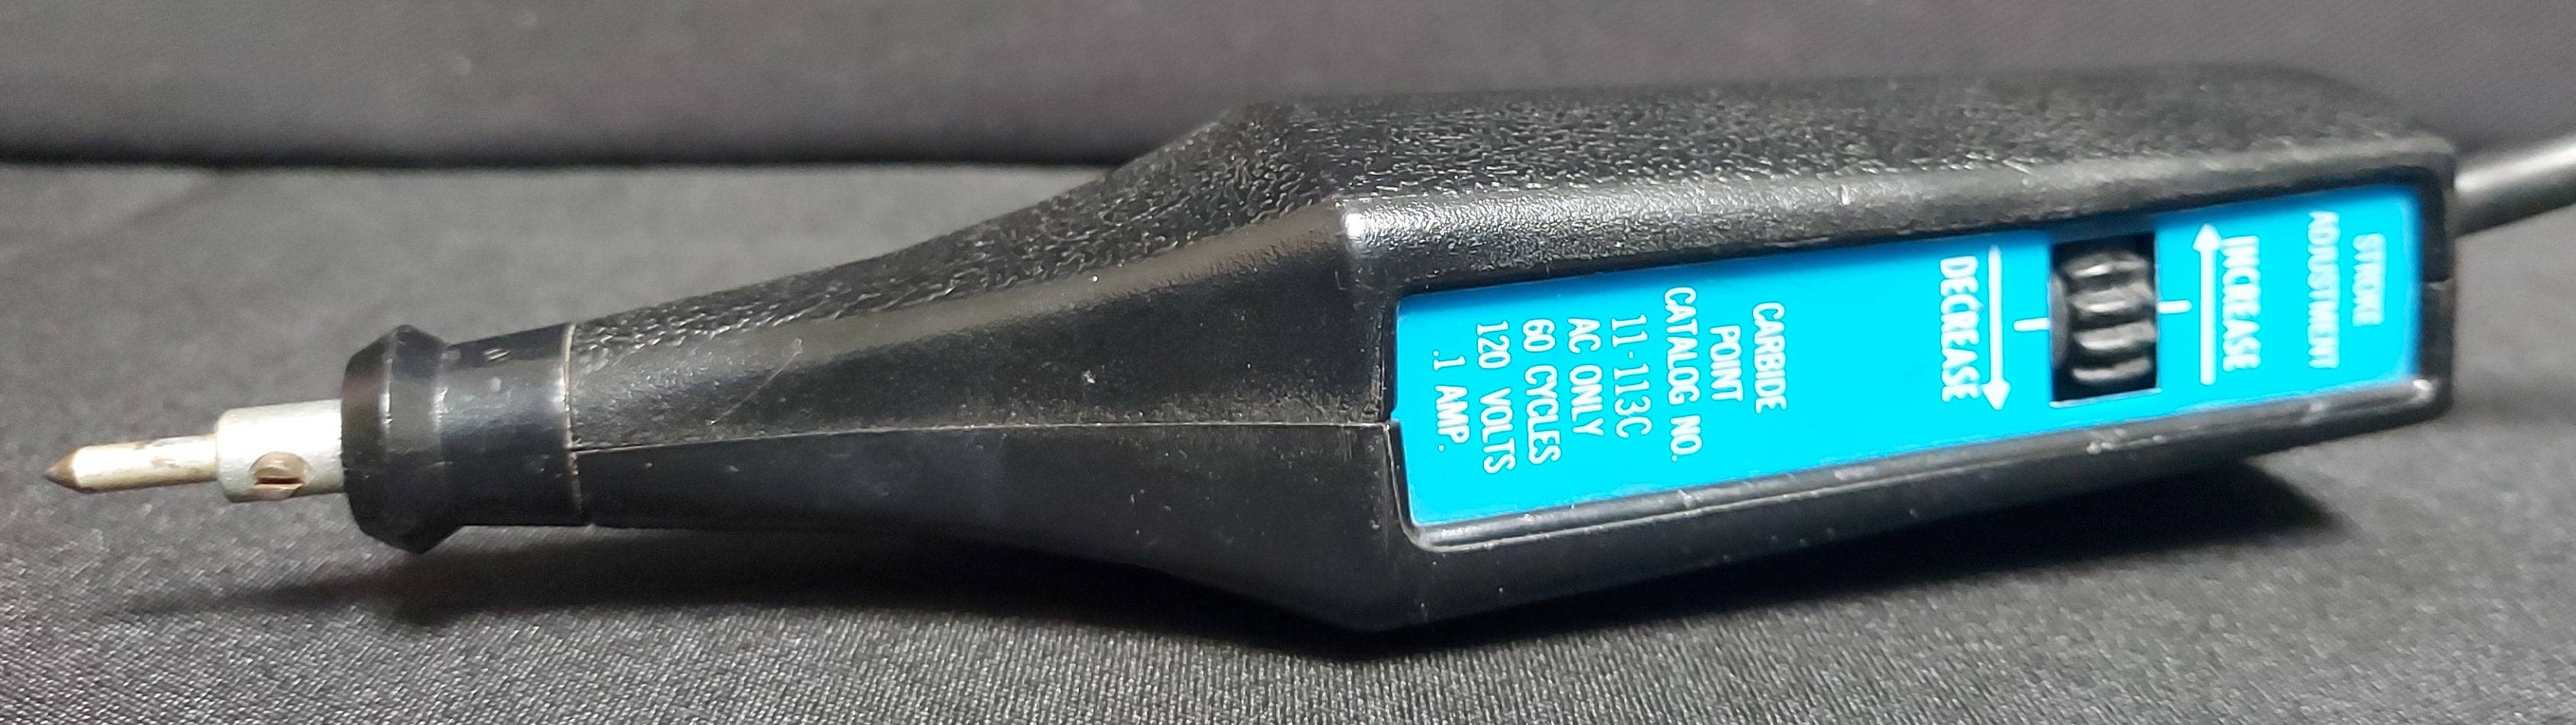 STROKE
ADJUSTMENT
INCREASE
DECREASE
CARBIDE
POINT
CATALOG NO.
11-113C
AC ONLY
60 CYCLES
120 VOLTS
.1 AMP.